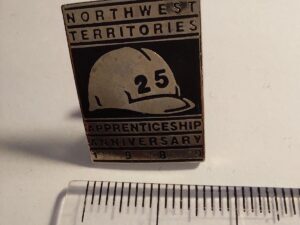 NORTHWEST
TERRITORIES
25
APPRENTICESHIP
ANNIVERSARY